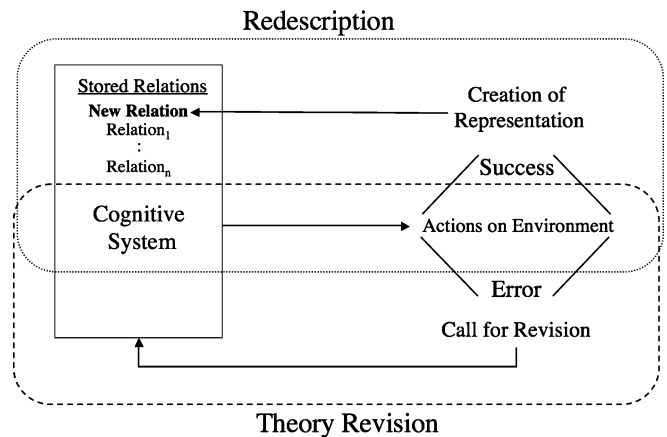 Redescription
Stored Relations
New Relation
Relation₁
:
Relationₙ
Cognitive
System
Creation of
Representation
Success
Actions on Environment
Error
Call for Revision
Theory Revision